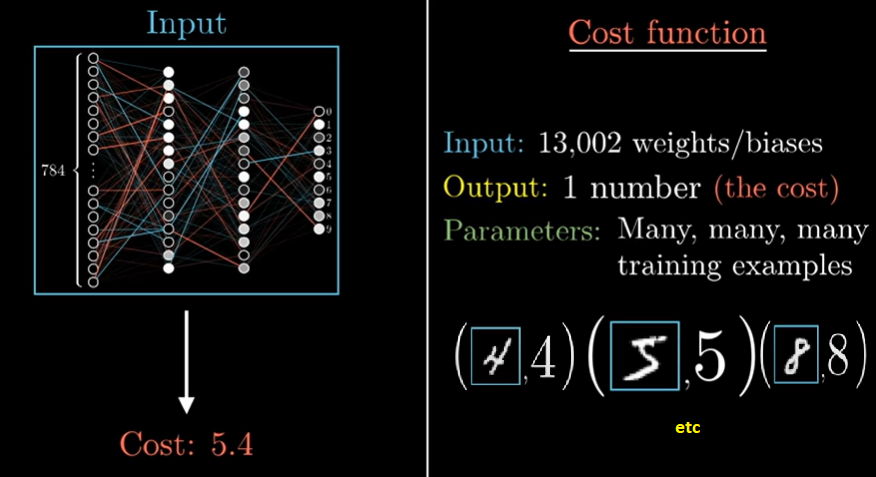 Input
784
0
1
2
3
4
5
6
7
8
9
Cost: 5.4
Cost function
Input: 13,002 weights/biases
Output: 1 number (the cost)
Parameters: Many, many, many
training examples
(4,4)(5,5)(8,8)
etc